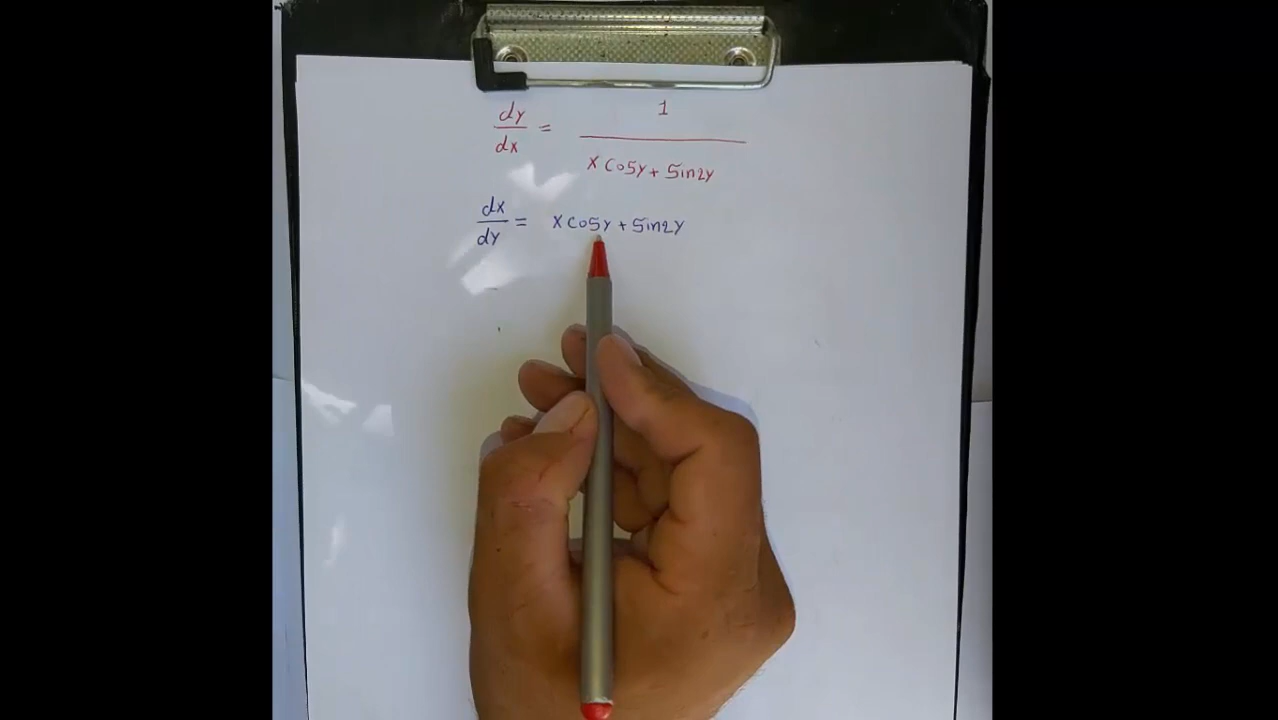 dy/dx = 1/(x cosy + sin2y)
dx/dy = x cosy + sin2y